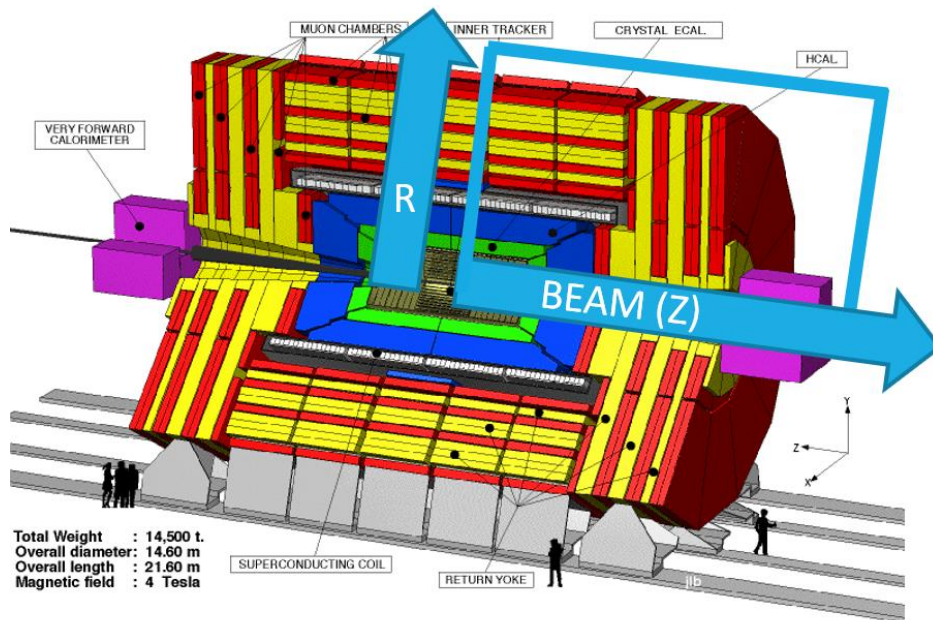 MUON CHAMBERS
INNER TRACKER
CRYSTAL ECAL.
HCAL
VERY FORWARD
CALORIMETER
R
BEAM (Z)
Y
Z
X
Total Weight : 14,500 t.
Overall diameter: 14.60 m
Overall length : 21.60 m
Magnetic field : 4 Tesla
SUPERCONDUCTING COIL
RETURN YOKE
jlb